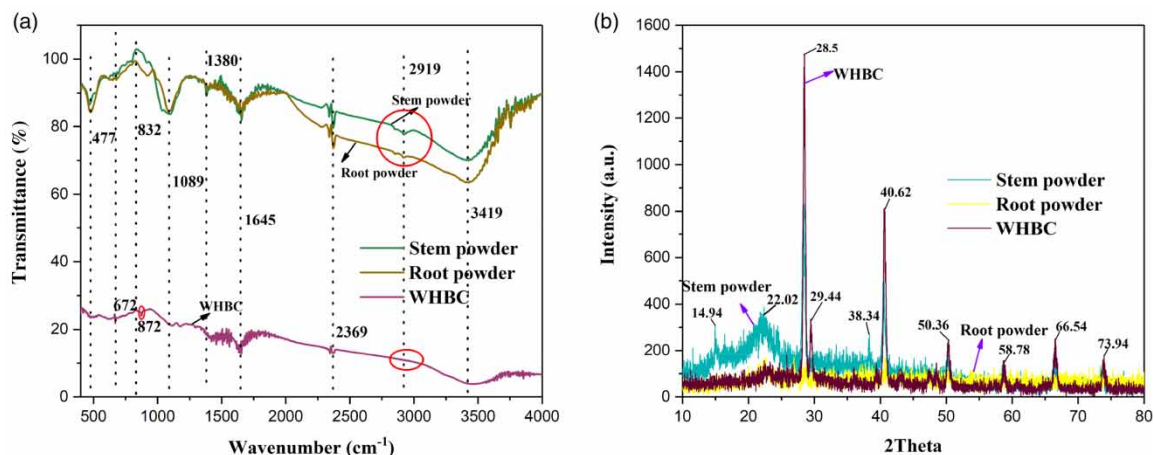 (a)
100
80
60
40
20
0
Transmittance (%)
500
1000
1500
2000
2500
3000
3500
4000
Wavenumber (cm⁻¹)
1380
2919
Stem powder
477
832
Root powder
1089
1645
3419
Stem powder
Root powder
WHBC
672
872
WHBC
2369
(b)
1600
1400
1200
1000
800
600
400
200
0
Intensity (a.u.)
10
20
30
40
50
60
70
80
2Theta
28.5
WHBC
40.62
Stem powder
Root powder
WHBC
Stem powder
14.94
22.02
29.44
38.34
Root powder
50.36
58.78
66.54
73.94